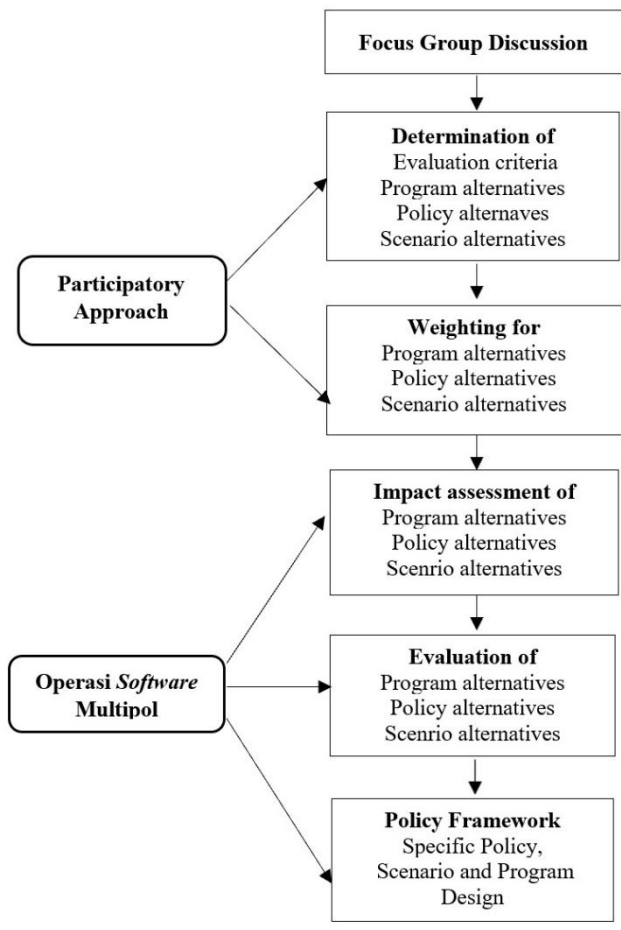 Focus Group Discussion
Determination of
Evaluation criteria
Program alternatives
Policy alternaves
Scenario alternatives
Participatory
Approach
Weighting for
Program alternatives
Policy alternatives
Scenario alternatives
Impact assessment of
Program alternatives
Policy alternatives
Scenrio alternatives
Operasi Software
Multipol
Evaluation of
Program alternatives
Policy alternatives
Scenrio alternatives
Policy Framework
Specific Policy,
Scenario and Program
Design